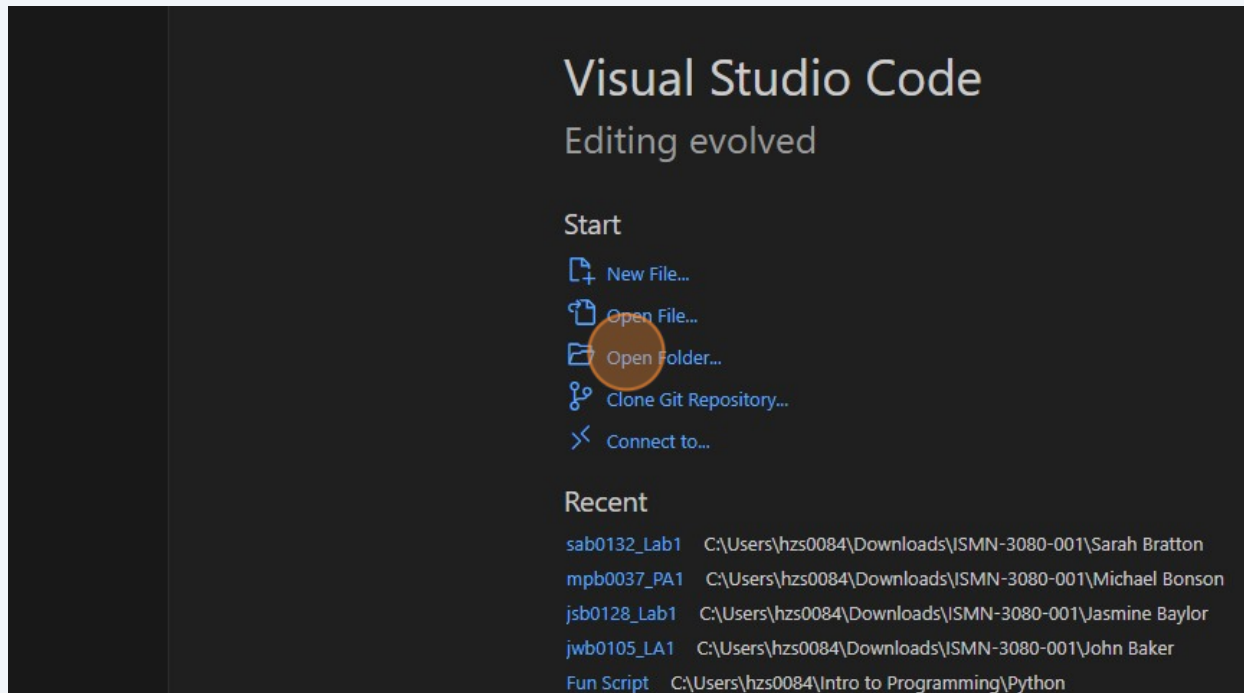 Visual Studio Code
Editing evolved
Start
New File...
Open File...
Open Folder...
Clone Git Repository...
Connect to...
Recent
sab0132_Lab1 C:\Users\hzs0084\Downloads\ISMN-3080-001\Sarah Bratton
mpb0037_PA1 C:\Users\hzs0084\Downloads\ISMN-3080-001\Michael Bonson
jsb0128_Lab1 C:\Users\hzs0084\Downloads\ISMN-3080-001\Jasmine Baylor
jwb0105_LA1 C:\Users\hzs0084\Downloads\ISMN-3080-001\John Baker
Fun Script C:\Users\hzs0084\Intro to Programming\Python